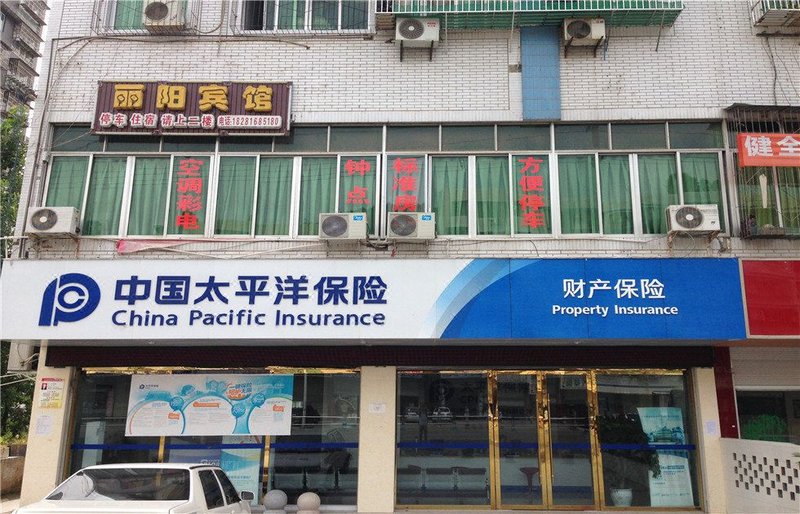 丽阳宾馆
停车 住宿 请上二楼 电话18281685180
空调彩电
钟点
标准房
方便停车
健全
中国太平洋保险
China Pacific Insurance
财产保险
Property Insurance